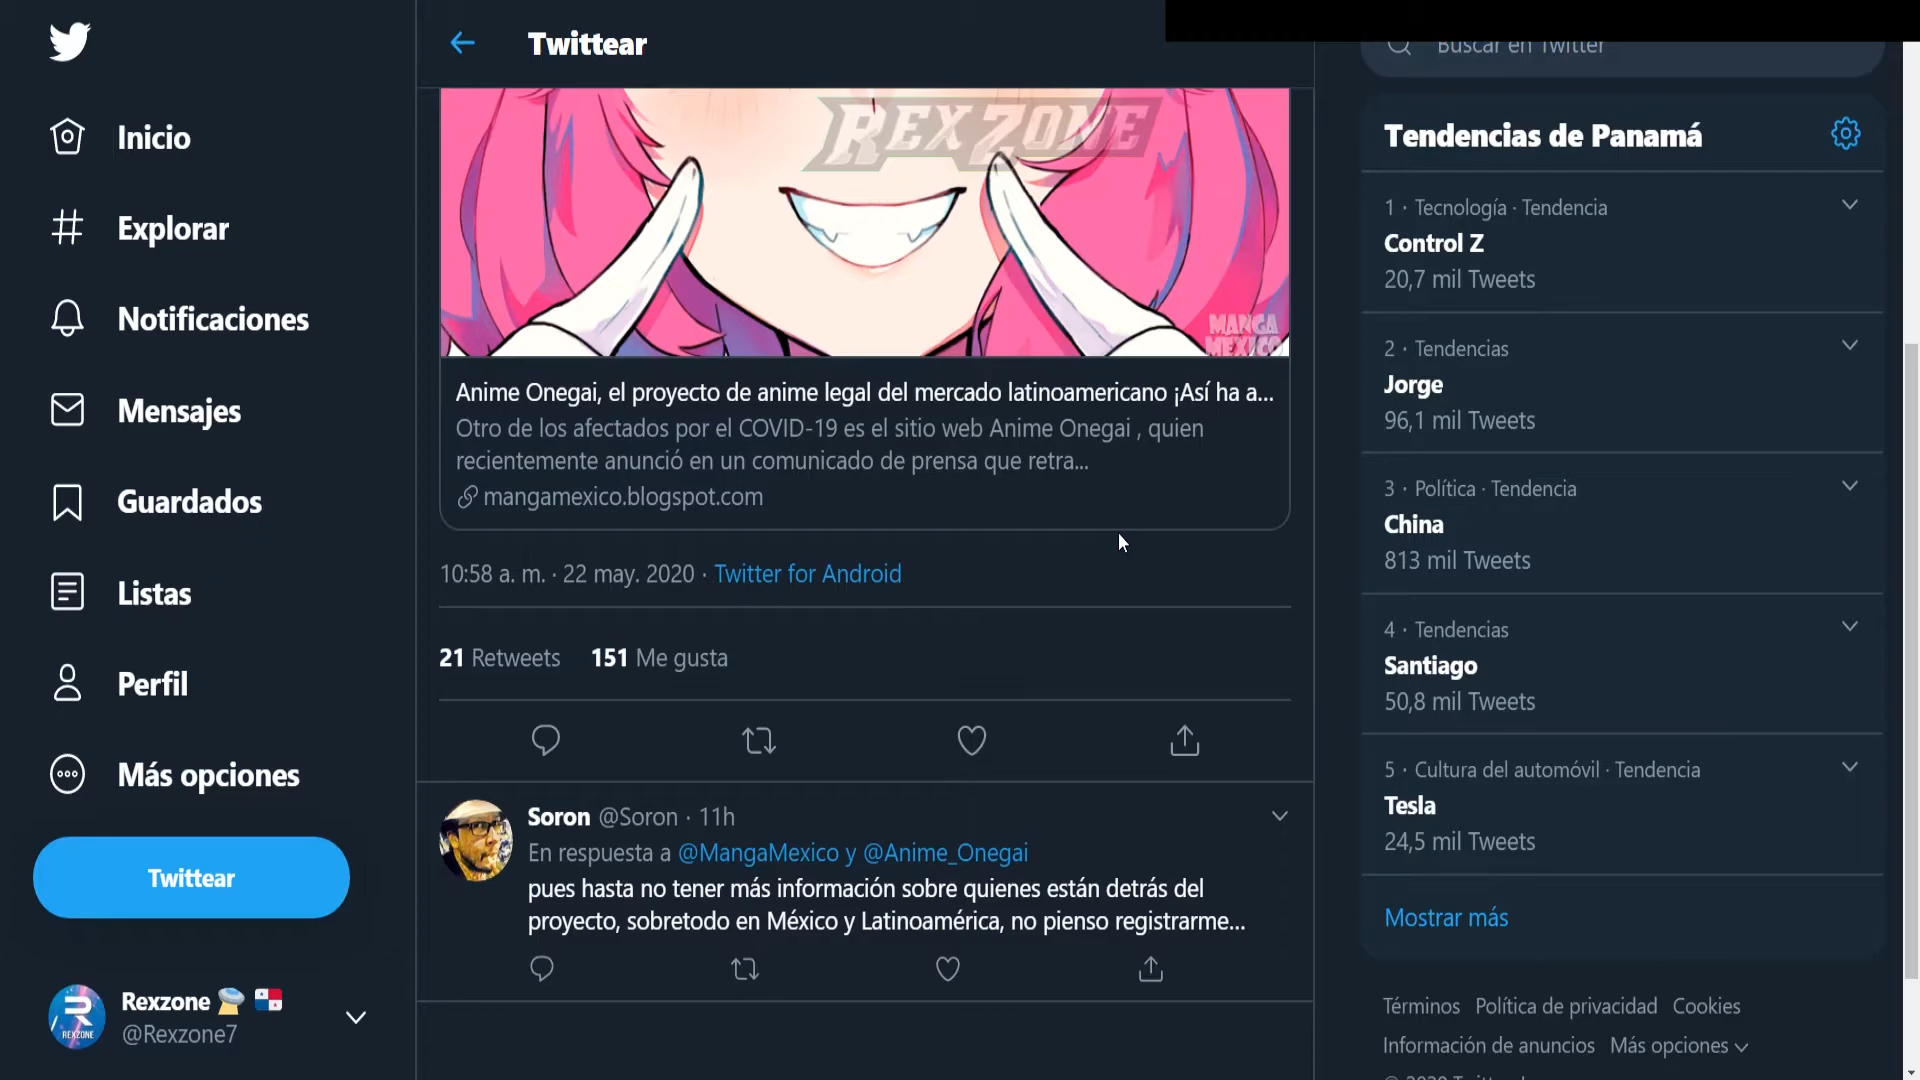 Twittear
Buscar en Twitter
Inicio
Explorar
Notificaciones
Mensajes
Guardados
Listas
Perfil
Más opciones
Twittear
Rexzone
@Rexzone7
REXZONE
REX ZONE
MANGA
MEXICO
Anime Onegai, el proyecto de anime legal del mercado latinoamericano ¡Así ha a...
Otro de los afectados por el COVID-19 es el sitio web Anime Onegai , quien
recientemente anunció en un comunicado de prensa que retra...
mangamexico.blogspot.com
10:58 a. m. · 22 may. 2020 · Twitter for Android
21 Retweets 151 Me gusta
Soron @Soron · 11h
En respuesta a @MangaMexico y @Anime_Onegai
pues hasta no tener más información sobre quienes están detrás del
proyecto, sobretodo en México y Latinoamérica, no pienso registrarme...
Tendencias de Panamá
1 · Tecnología · Tendencia
Control Z
20,7 mil Tweets
2 · Tendencias
Jorge
96,1 mil Tweets
3 · Política · Tendencia
China
813 mil Tweets
4 · Tendencias
Santiago
50,8 mil Tweets
5 · Cultura del automóvil · Tendencia
Tesla
24,5 mil Tweets
Mostrar más
Términos Política de privacidad Cookies
Información de anuncios Más opciones